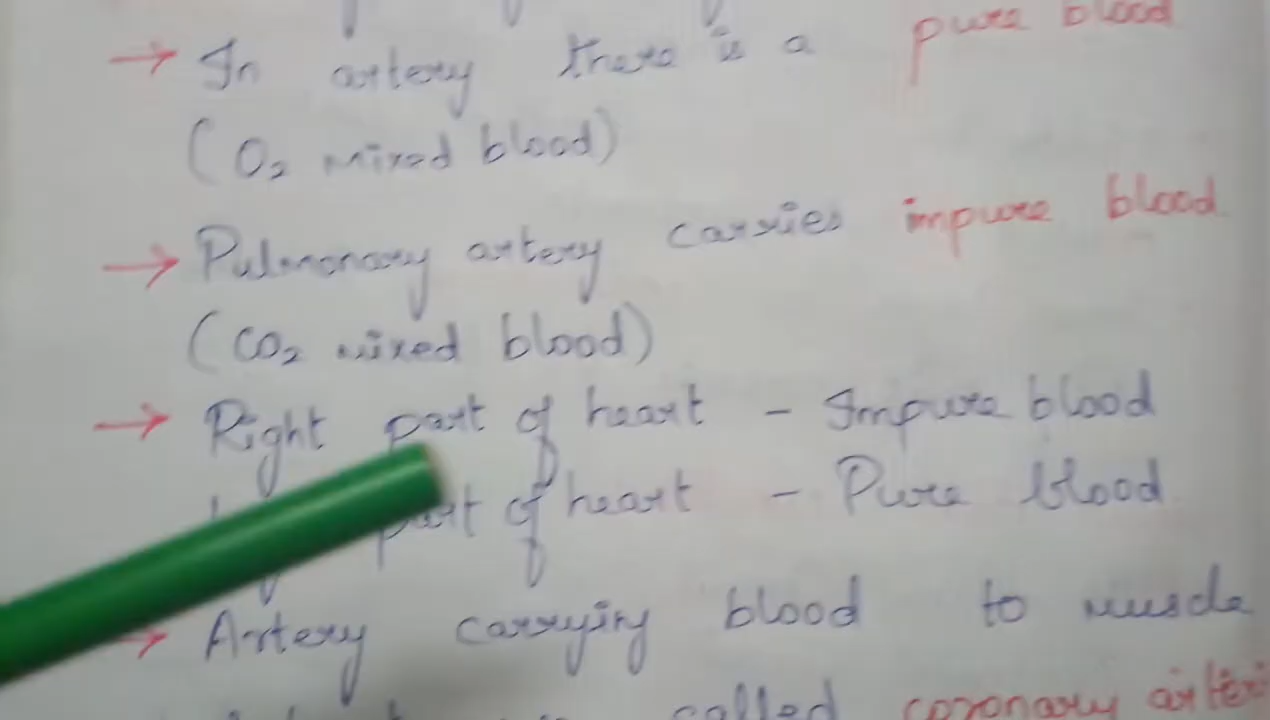 → In artery there is a pure blood
(O₂ mixed blood)
→ Pulmonary artery carries impure blood
(CO₂ mixed blood)
→ Right part of heart - Impure blood
part of heart - Pure blood
→ Artery carrying blood to muscle
called coronary arteri